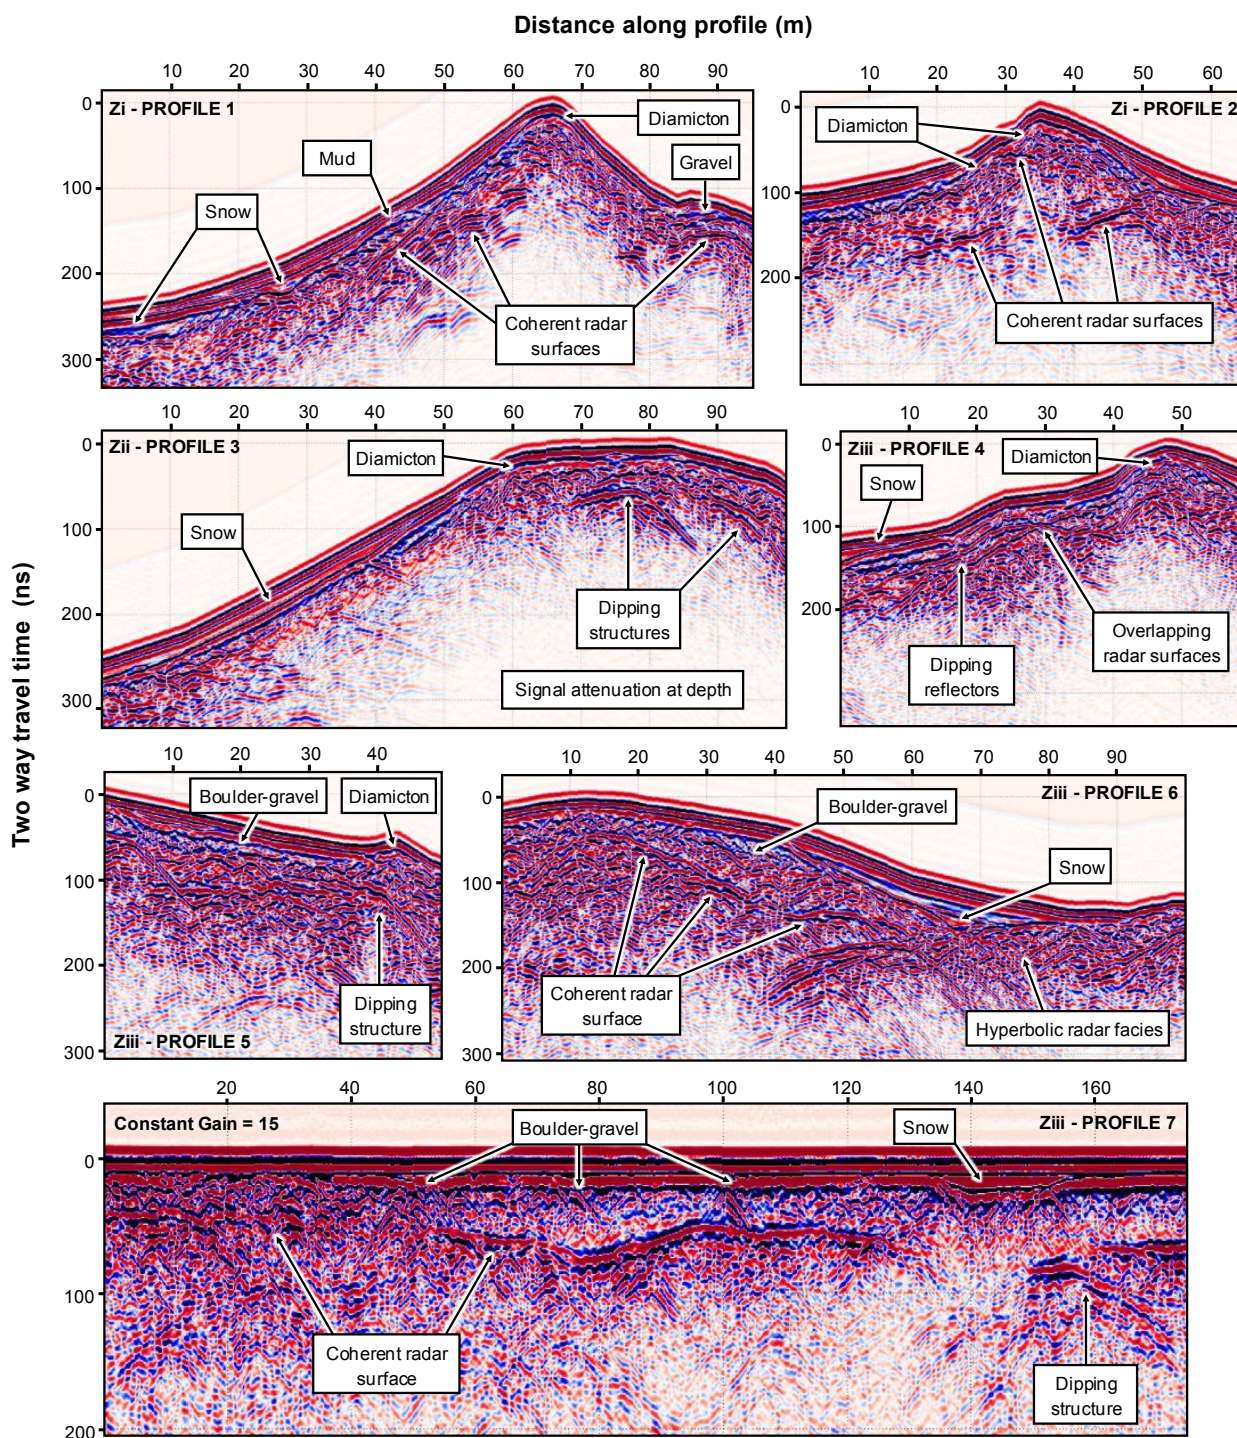 Distance along profile (m)
10 20 30 40 50 60 70 80 90
10 20 30 40 50 60
0
100
200
300
Zi - PROFILE 1
Diamicton
Mud
Gravel
Snow
Coherent radar
surfaces
0
100
200
Zi - PROFILE 2
Diamicton
Coherent radar surfaces
10 20 30 40 50 60 70 80 90
10 20 30 40 50
0
100
200
300
Zii - PROFILE 3
Diamicton
Snow
Dipping
structures
Signal attenuation at depth
0
100
200
Ziii - PROFILE 4
Diamicton
Snow
Overlapping
radar surfaces
Dipping
reflectors
Two way travel time (ns)
10 20 30 40
10 20 30 40 50 60 70 80 90
0
100
200
300
Boulder-gravel
Diamicton
Dipping
structure
Ziii - PROFILE 5
0
100
200
300
Ziii - PROFILE 6
Boulder-gravel
Snow
Coherent radar
surface
Hyperbolic radar facies
20 40 60 80 100 120 140 160
0
100
200
Constant Gain = 15
Boulder-gravel
Snow
Ziii - PROFILE 7
Coherent radar
surface
Dipping
structure